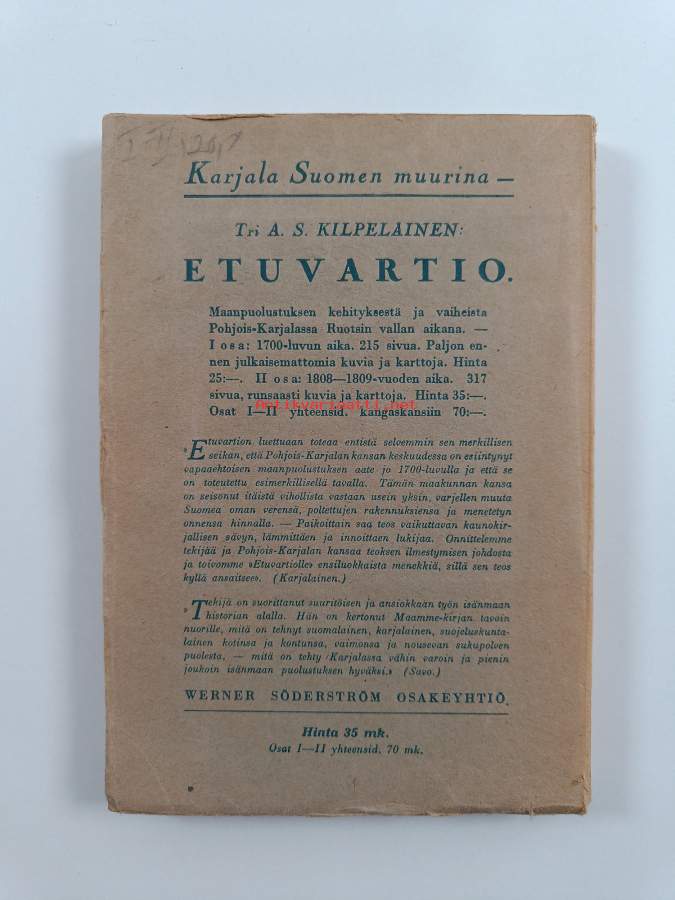 I-II 20,-
Karjala Suomen muurina —
Tri A. S. KILPELAINEN:
ETUVARTIO.
Maanpuolustuksen kehityksestä ja vaiheista
Pohjois-Karjalassa Ruotsin vallan aikana. —
I osa: 1700-luvun aika. 215 sivua. Paljon en-
nen julkaisemattomia kuvia ja karttoja. Hinta
25:—. II osa: 1808—1809-vuoden aika. 317
sivua, runsaasti kuvia ja karttoja. Hinta 35:—.
Antikvariaatti.net
Osat I—II yhteensid. kangaskansiin 70:—.
»Etuvartion luettuaan toteaa entistä selvemmin sen merkillisen
seikan, että Pohjois-Karjalan kansan keskuudessa on esiintynyt
vapaaehtoisen maanpuolustuksen aate jo 1700-luvulla ja että se
on toteutettu esimerkillisellä tavalla. Tämän maakunnan kansa
on seisonut itäistä vihollista vastaan usein yksin, varjellen muuta
Suomea oman verensä, poltettujen rakennuksiensa ja menetetyn
onnensa hinnalla. — Paikoittain saa teos vaikuttavan kaunokir-
jallisen sävyn, lämmittäen ja innoittaen lukijaa. Onnittelemme
tekijää ja Pohjois-Karjalan kansaa teoksen ilmestymisen johdosta
ja toivomme »Etuvartiolle» ensiluokkaista menekkiä, sillä sen teos
kyllä ansaitsee». (Karjalainen.)
»Tekijä on suorittanut suuritöisen ja ansiokkaan työn isänmaan
historian alalla. Hän on kertonut Maamme-kirjan tavoin
nuorille, mitä on tehnyt suomalainen, karjalainen, suojeluskunta-
lainen kotinsa ja kontunsa, vaimonsa ja nousevan sukupolven
puolesta, — mitä on tehty Karjalassa vähin varoin ja pienin
joukoin isänmaan puolustuksen hyväksi.» (Savo.)
WERNER SÖDERSTRÖM OSAKEYHTIÖ.
Hinta 35 mk.
Osat I—II yhteensid. 70 mk.